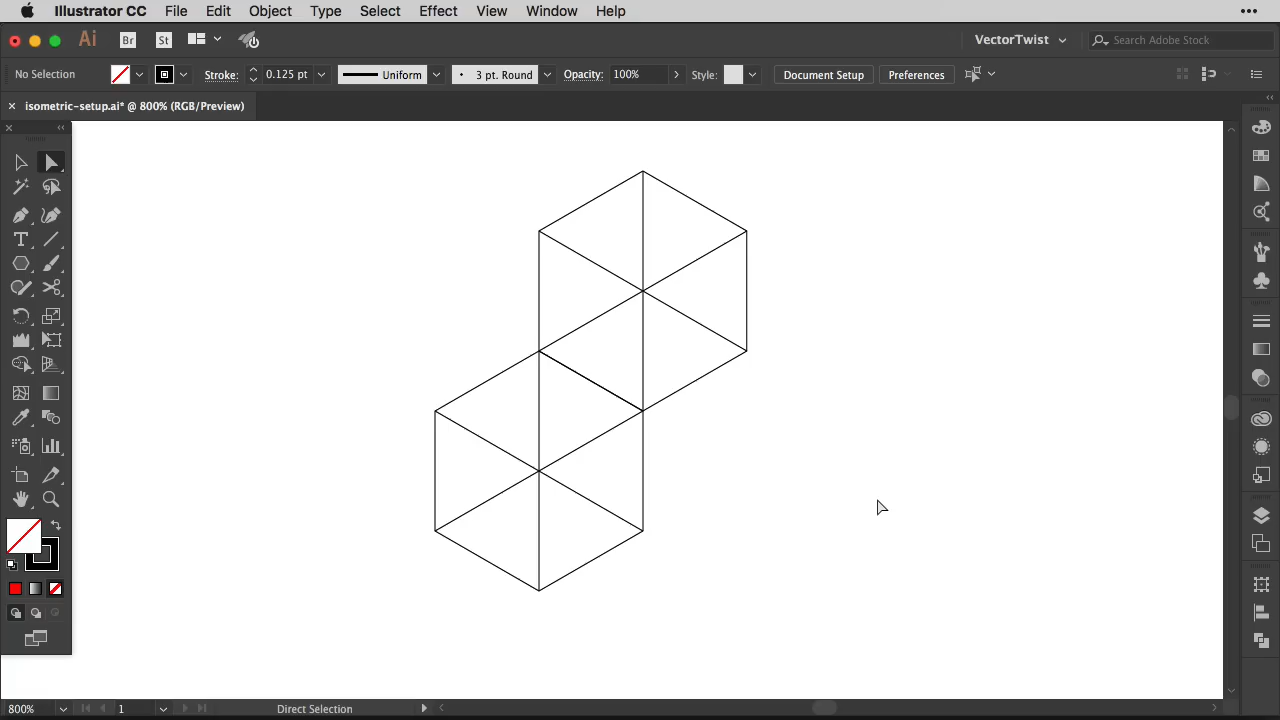 Illustrator CC File Edit Object Type Select Effect View Window Help
Ai Br St VectorTwist Search Adobe Stock
No Selection Stroke: 0.125 pt Uniform 3 pt. Round Opacity: 100% Style: Document Setup Preferences
isometric-setup.ai* @ 800% (RGB/Preview)
T
800% 1 Direct Selection